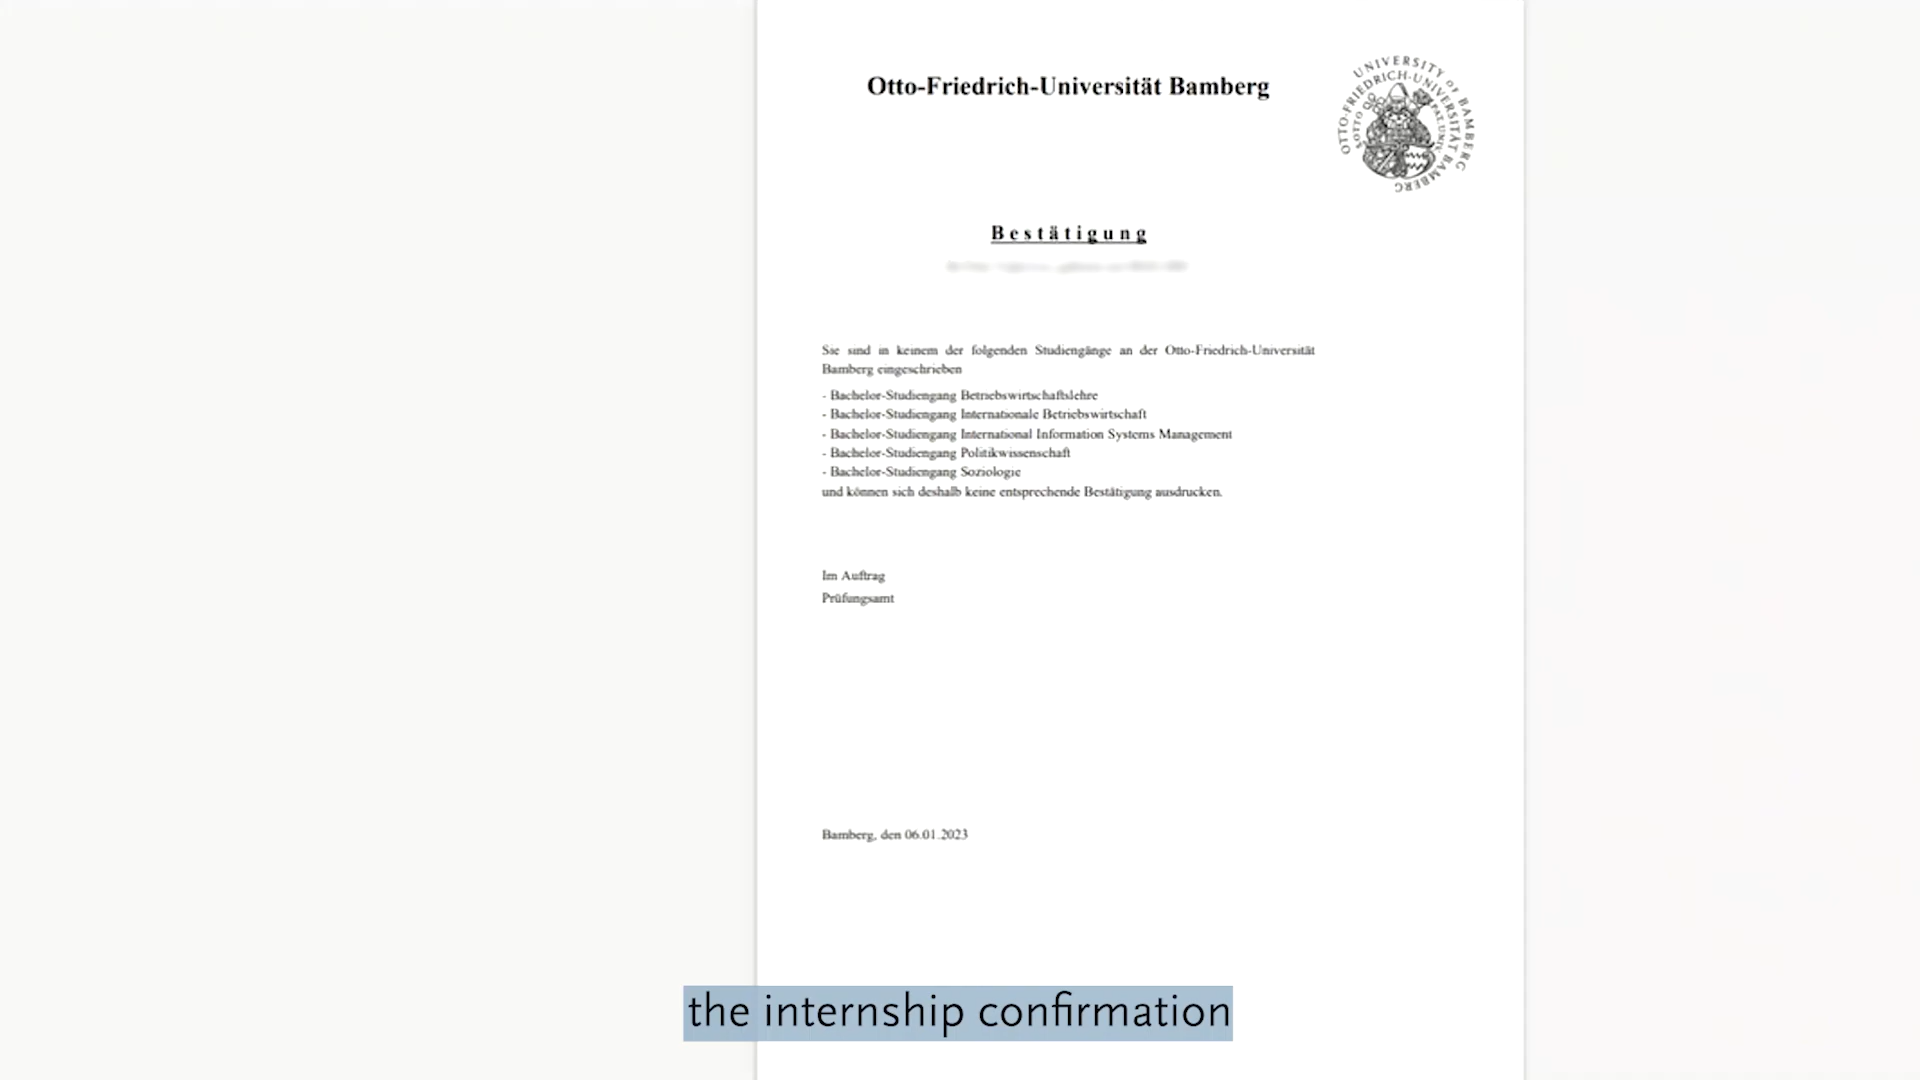 Otto-Friedrich-Universität Bamberg
UNIVERSITY OF BAMBERG
OTTO-FRIEDRICH-UNIVERSITÄT BAMBERG
Bestätigung
Sie sind in keinem der folgenden Studiengänge an der Otto-Friedrich-Universität
Bamberg eingeschrieben
- Bachelor-Studiengang Betriebswirtschaftslehre
- Bachelor-Studiengang Internationale Betriebswirtschaft
- Bachelor-Studiengang International Information Systems Management
- Bachelor-Studiengang Politikwissenschaft
- Bachelor-Studiengang Soziologie
und können sich deshalb keine entsprechende Bestätigung ausdrucken.
Im Auftrag
Prüfungsamt
Bamberg, den 06.01.2023
the internship confirmation